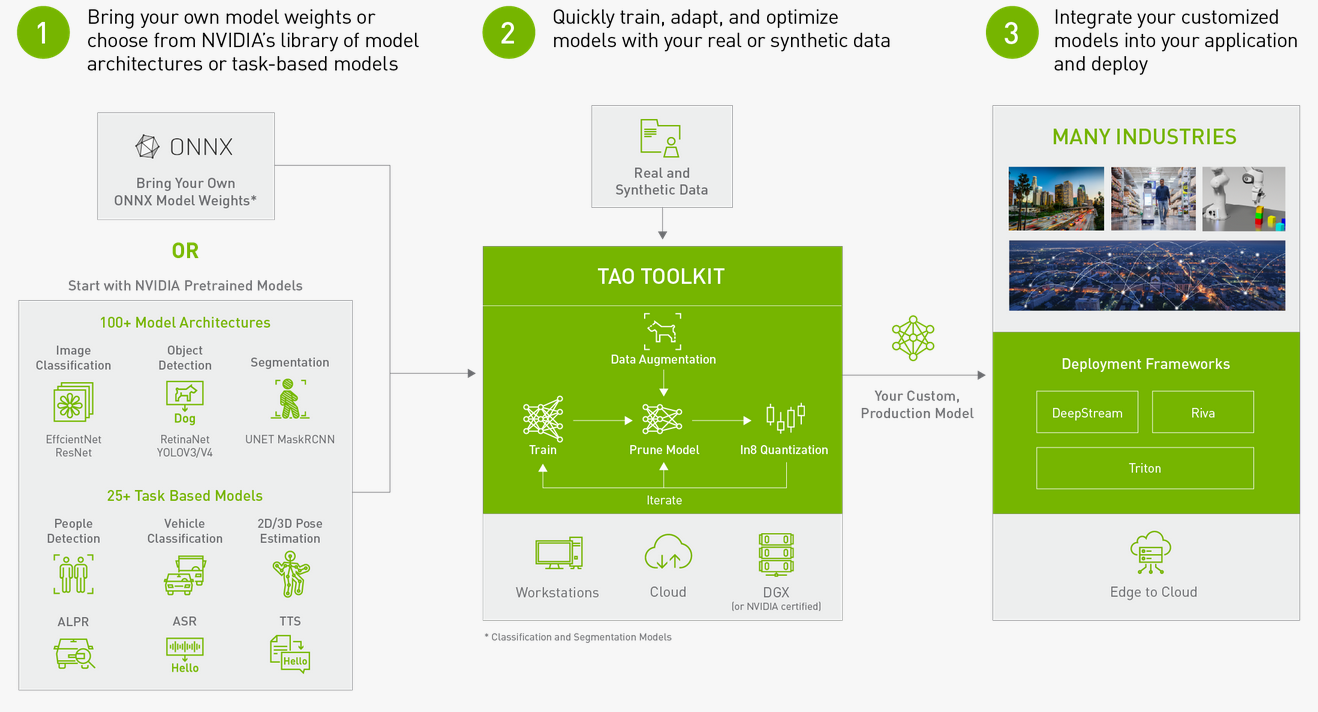 1
Bring your own model weights or
choose from NVIDIA's library of model
architectures or task-based models
2
Quickly train, adapt, and optimize
models with your real or synthetic data
3
Integrate your customized
models into your application
and deploy
ONNX
Bring Your Own
ONNX Model Weights*
OR
Start with NVIDIA Pretrained Models
100+ Model Architectures
Image
Classification
EffcientNet
ResNet
Object
Detection
Dog
RetinaNet
YOLOV3/V4
Segmentation
UNET MaskRCNN
25+ Task Based Models
People
Detection
Vehicle
Classification
2D/3D Pose
Estimation
ALPR
ASR
Hello
TTS
Hello
Real and
Synthetic Data
TAO TOOLKIT
Data Augmentation
Train
Prune Model
In8 Quantization
Iterate
Workstations
Cloud
DGX
(or NVIDIA certified)
* Classification and Segmentation Models
Your Custom,
Production Model
MANY INDUSTRIES
Deployment Frameworks
DeepStream
Riva
Triton
Edge to Cloud